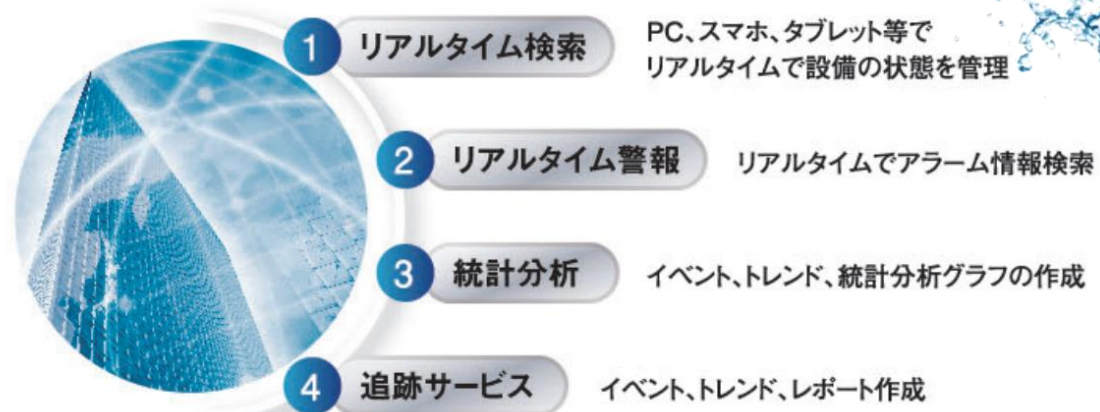 1 リアルタイム検索
PC、スマホ、タブレット等で
リアルタイムで設備の状態を管理
2 リアルタイム警報
リアルタイムでアラーム情報検索
3 統計分析
イベント、トレンド、統計分析グラフの作成
4 追跡サービス
イベント、トレンド、レポート作成